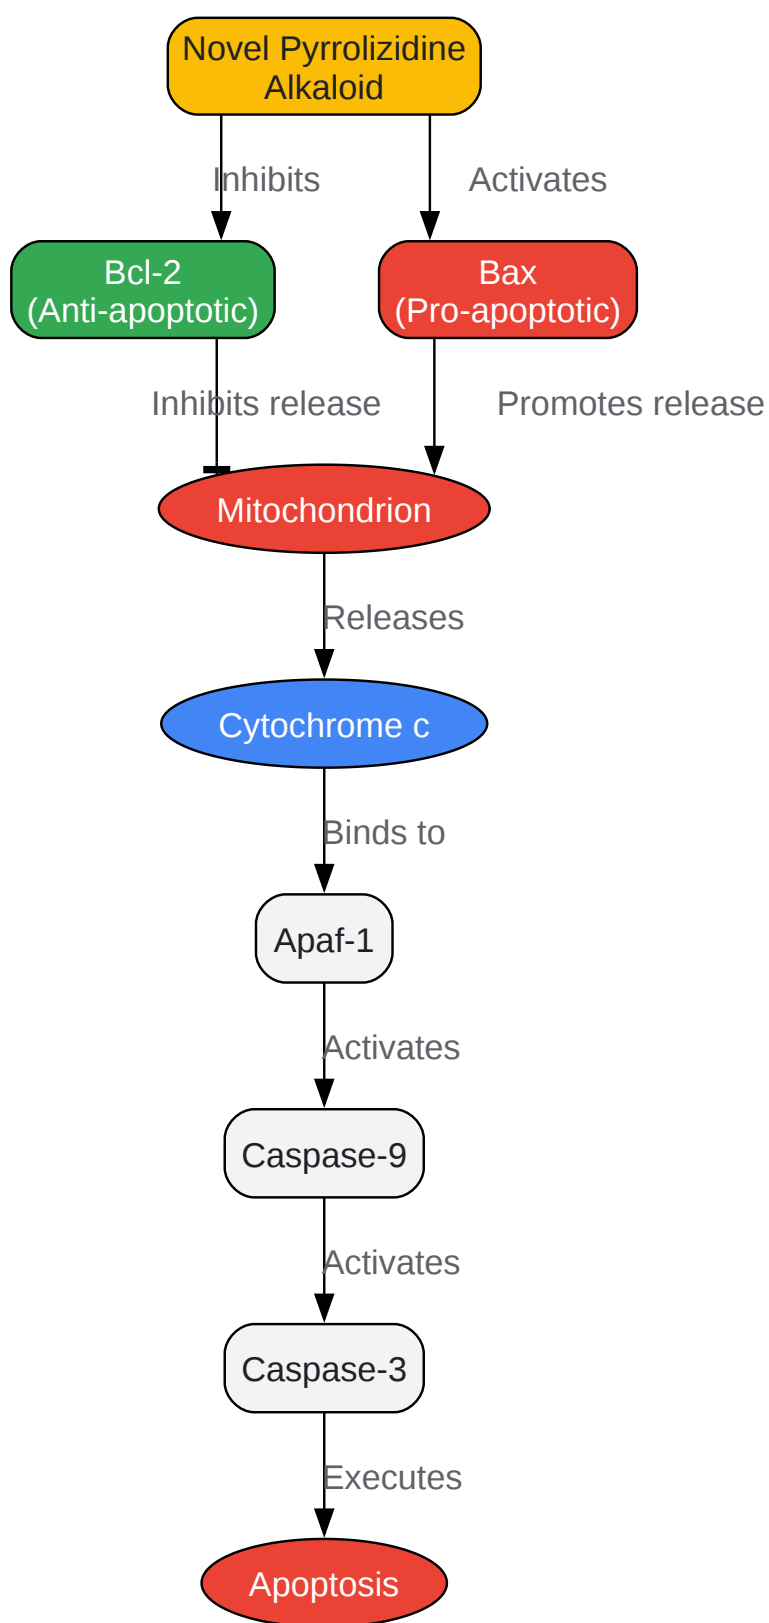 Novel Pyrrolizidine
Alkaloid
Inhibits
Activates
Bcl-2
(Anti-apoptotic)
Bax
(Pro-apoptotic)
Inhibits release
Promotes release
Mitochondrion
Releases
Cytochrome c
Binds to
Apaf-1
Activates
Caspase-9
Activates
Caspase-3
Executes
Apoptosis